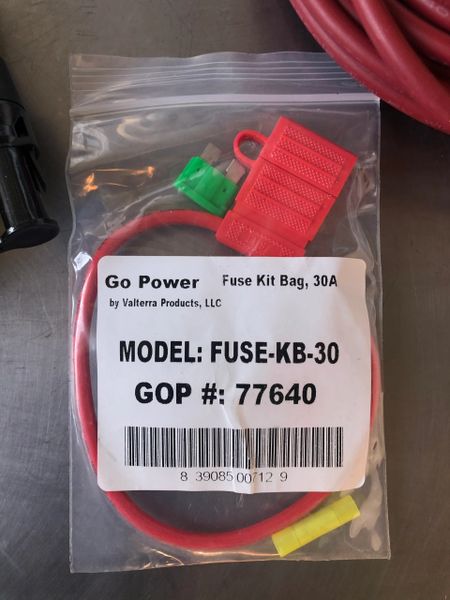 Go Power Fuse Kit Bag, 30A
by Valterra Products, LLC
MODEL: FUSE-KB-30
GOP #: 77640
8 39085 00712 9